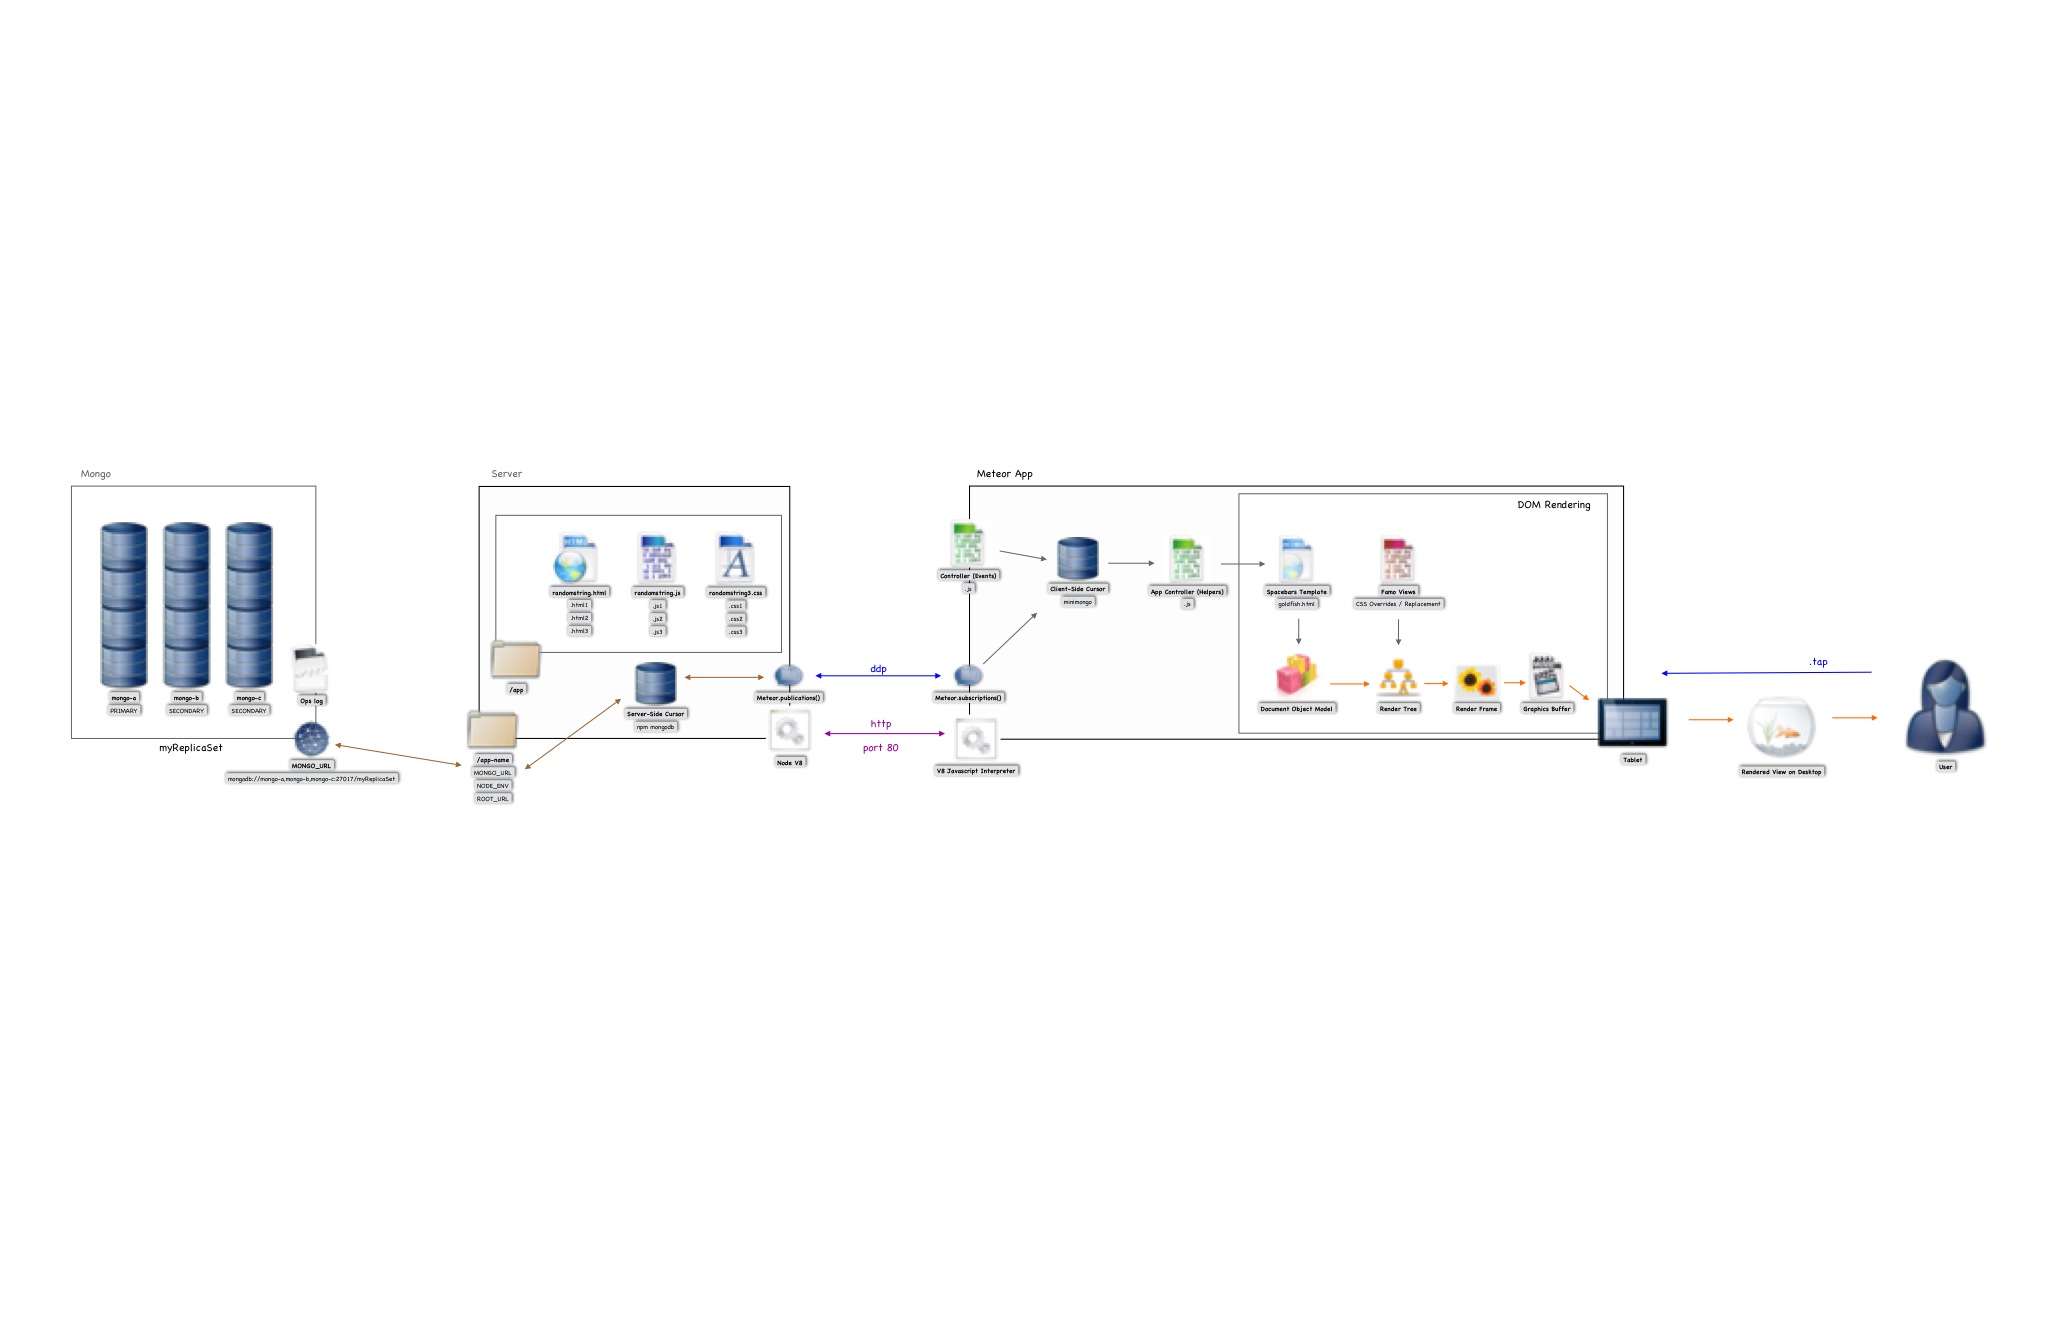 Mongo
mongo-a
PRIMARY
mongo-b
SECONDARY
mongo-c
SECONDARY
Ops log
myReplicaSet
MONGO_URL
mongodb://mongo-a,mongo-b,mongo-c:27017/myReplicaSet
Server
HTML
randomstring.html
.html1
.html2
.html3
randomstring.js
.js1
.js2
.js3
A
randomstring3.css
.css1
.css2
.css3
/app
/app-name
MONGO_URL
NODE_ENV
ROOT_URL
Server-Side Cursor
npm mongodb
Meteor.publications()
Node V8
ddp
http
port 80
Meteor App
Controller (Events)
.js
Meteor.subscriptions()
V8 Javascript Interpreter
Client-Side Cursor
minimongo
App Controller (Helpers)
.js
DOM Rendering
HTML
Spacebars Template
goldfish.html
Famo Views
CSS Overrides / Replacement
Document Object Model
Render Tree
Render Frame
Graphics Buffer
Tablet
.tap
Rendered View on Desktop
User